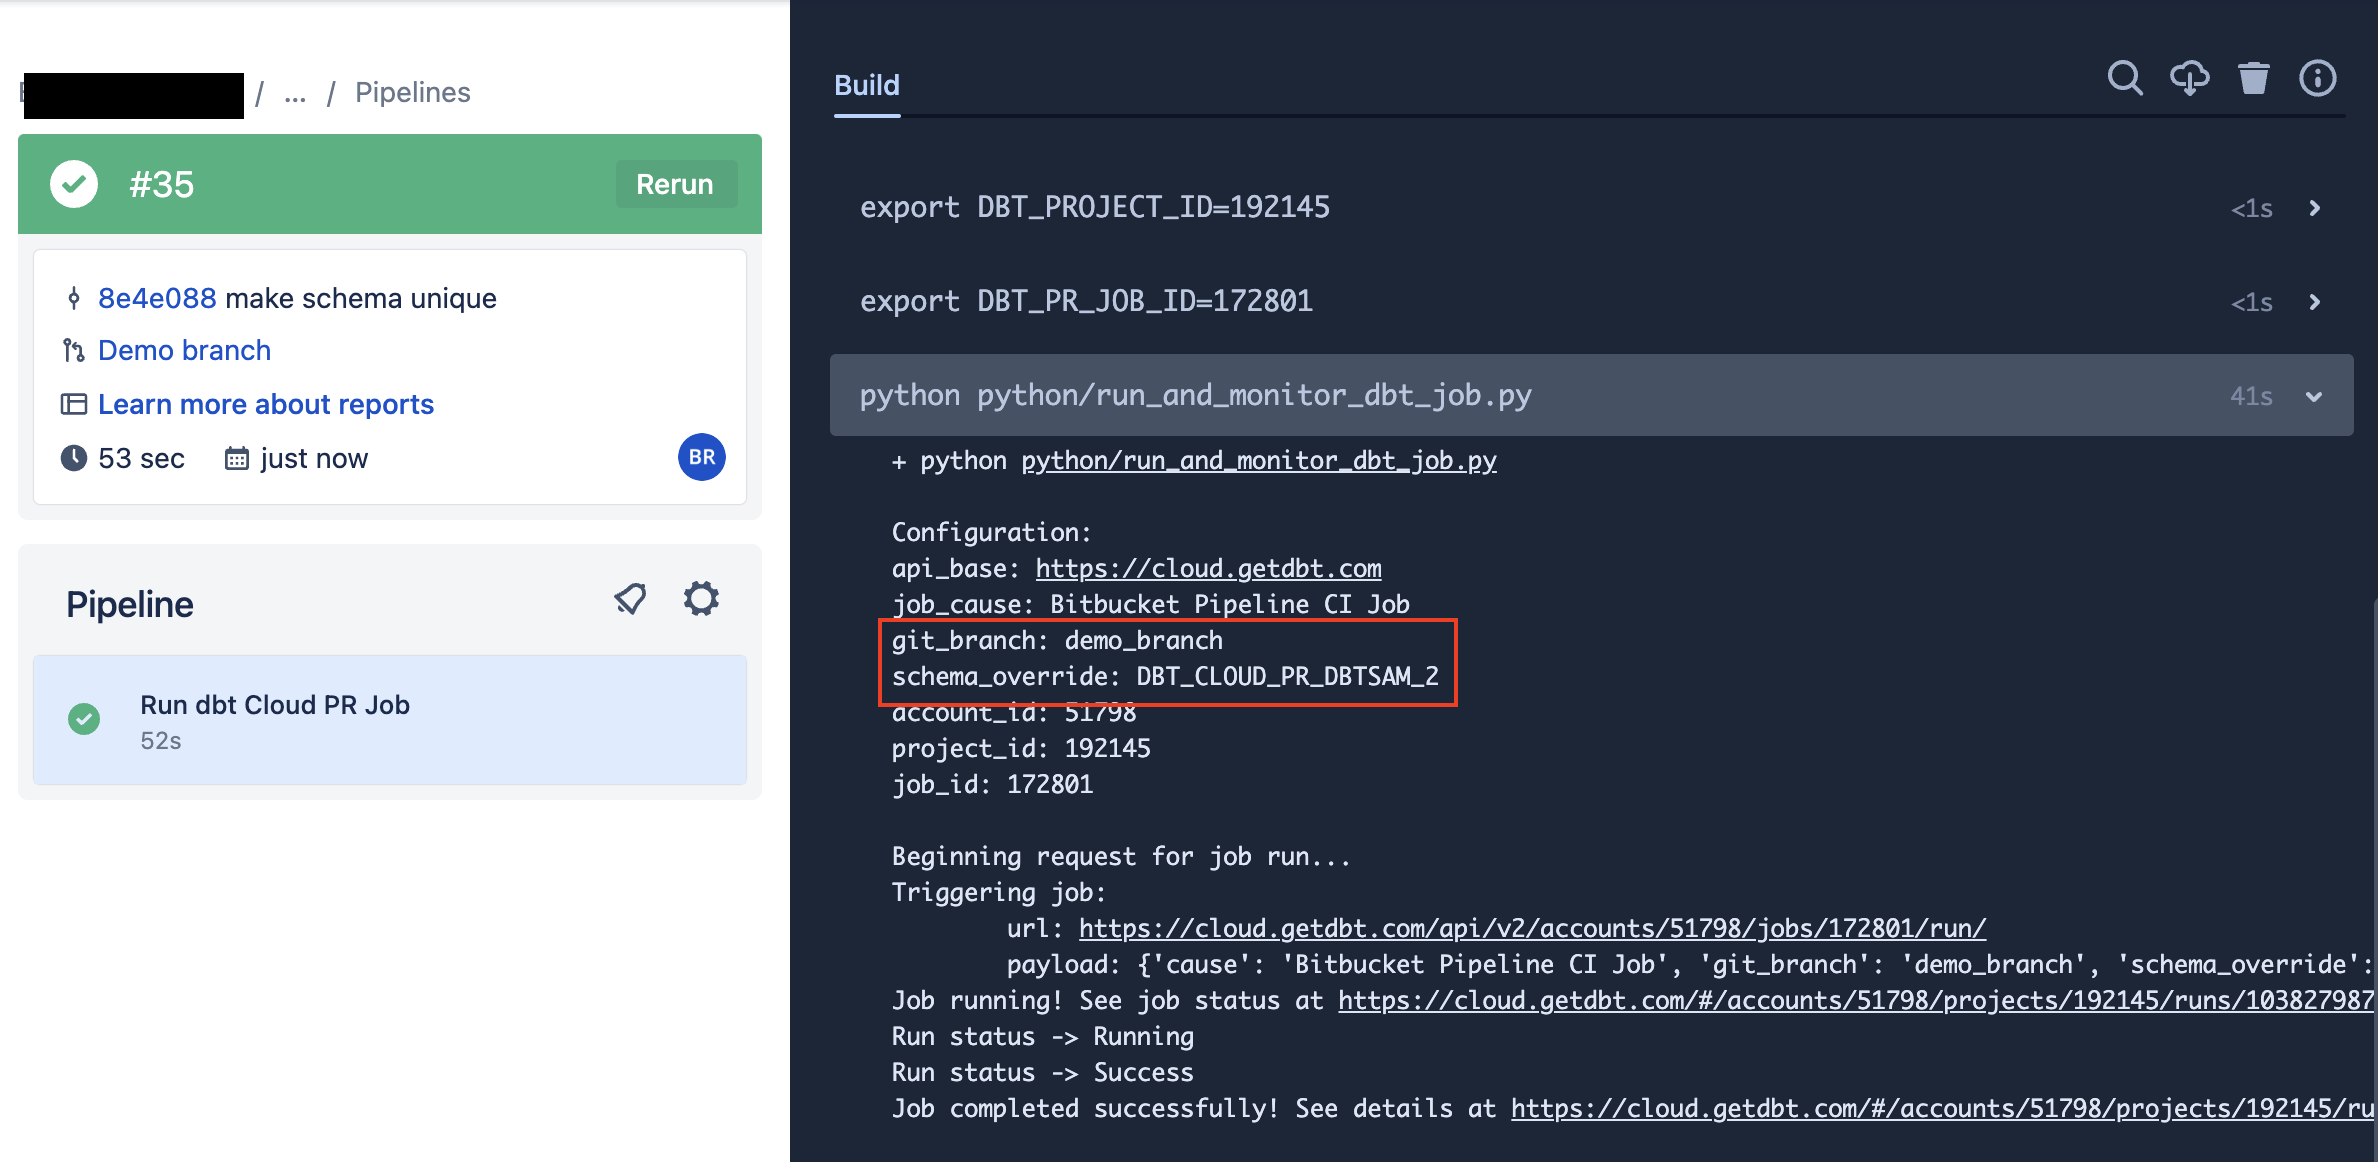 / ... / Pipelines
#35
Rerun
8e4e088 make schema unique
Demo branch
Learn more about reports
53 sec just now
BR
Pipeline
Run dbt Cloud PR Job
52s
Build
export DBT_PROJECT_ID=192145 <1s
export DBT_PR_JOB_ID=172801 <1s
python python/run_and_monitor_dbt_job.py 41s
+ python python/run_and_monitor_dbt_job.py
Configuration:
api_base: https://cloud.getdbt.com
job_cause: Bitbucket Pipeline CI Job
git_branch: demo_branch
schema_override: DBT_CLOUD_PR_DBTSAM_2
account_id: 51798
project_id: 192145
job_id: 172801
Beginning request for job run...
Triggering job:
url: https://cloud.getdbt.com/api/v2/accounts/51798/jobs/172801/run/
payload: {'cause': 'Bitbucket Pipeline CI Job', 'git_branch': 'demo_branch', 'schema_override':
Job running! See job status at https://cloud.getdbt.com/#/accounts/51798/projects/192145/runs/103827987
Run status -> Running
Run status -> Success
Job completed successfully! See details at https://cloud.getdbt.com/#/accounts/51798/projects/192145/ru